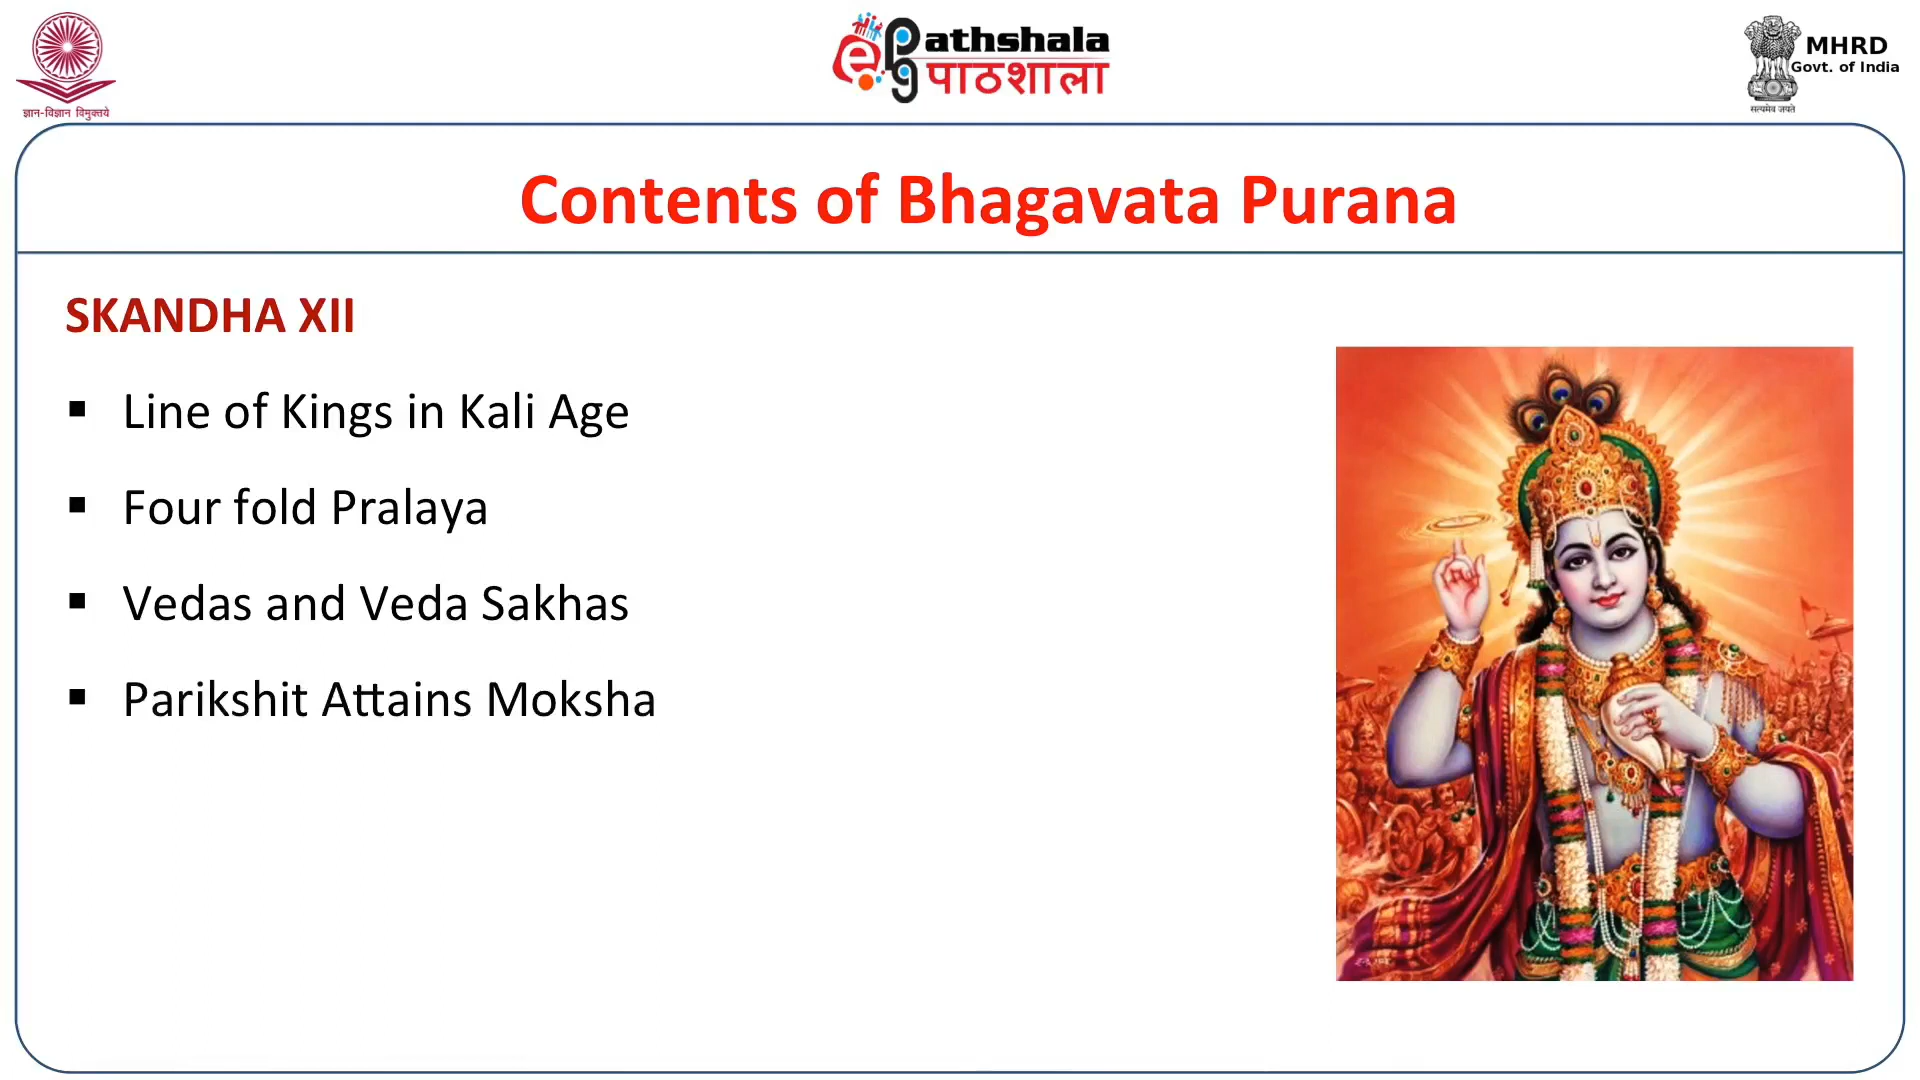 ज्ञान-विज्ञान विमुक्तये
ePathshala
पाठशाला
MHRD
Govt. of India
सत्यमेव जयते
Contents of Bhagavata Purana
SKANDHA XII
▪ Line of Kings in Kali Age
▪ Four fold Pralaya
▪ Vedas and Veda Sakhas
▪ Parikshit Attains Moksha